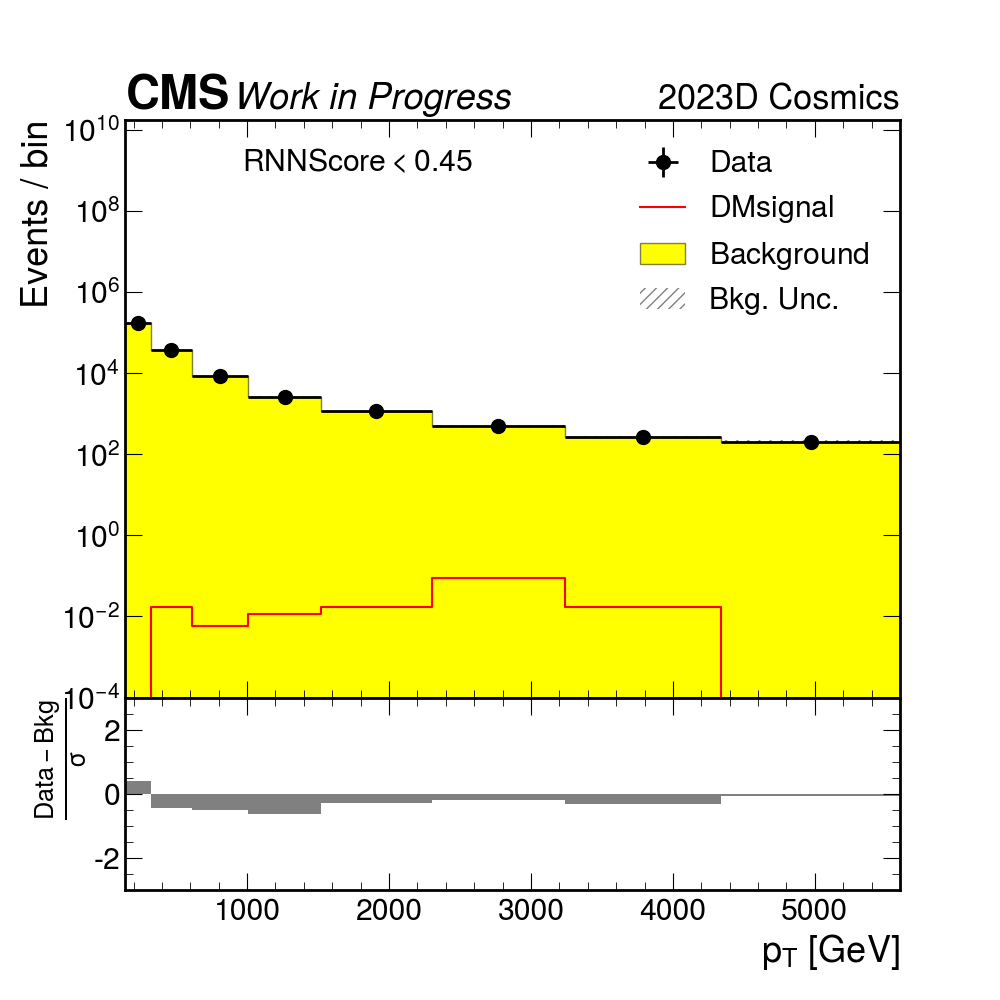 CMS Work in Progress 2023D Cosmics
Events / bin
RNNScore < 0.45
Data
DMsignal
Background
Bkg. Unc.
10^10
10^8
10^6
10^4
10^2
10^0
10^−2
10^−4
Data − Bkg
σ
2
0
-2
1000 2000 3000 4000 5000
p_T [GeV]